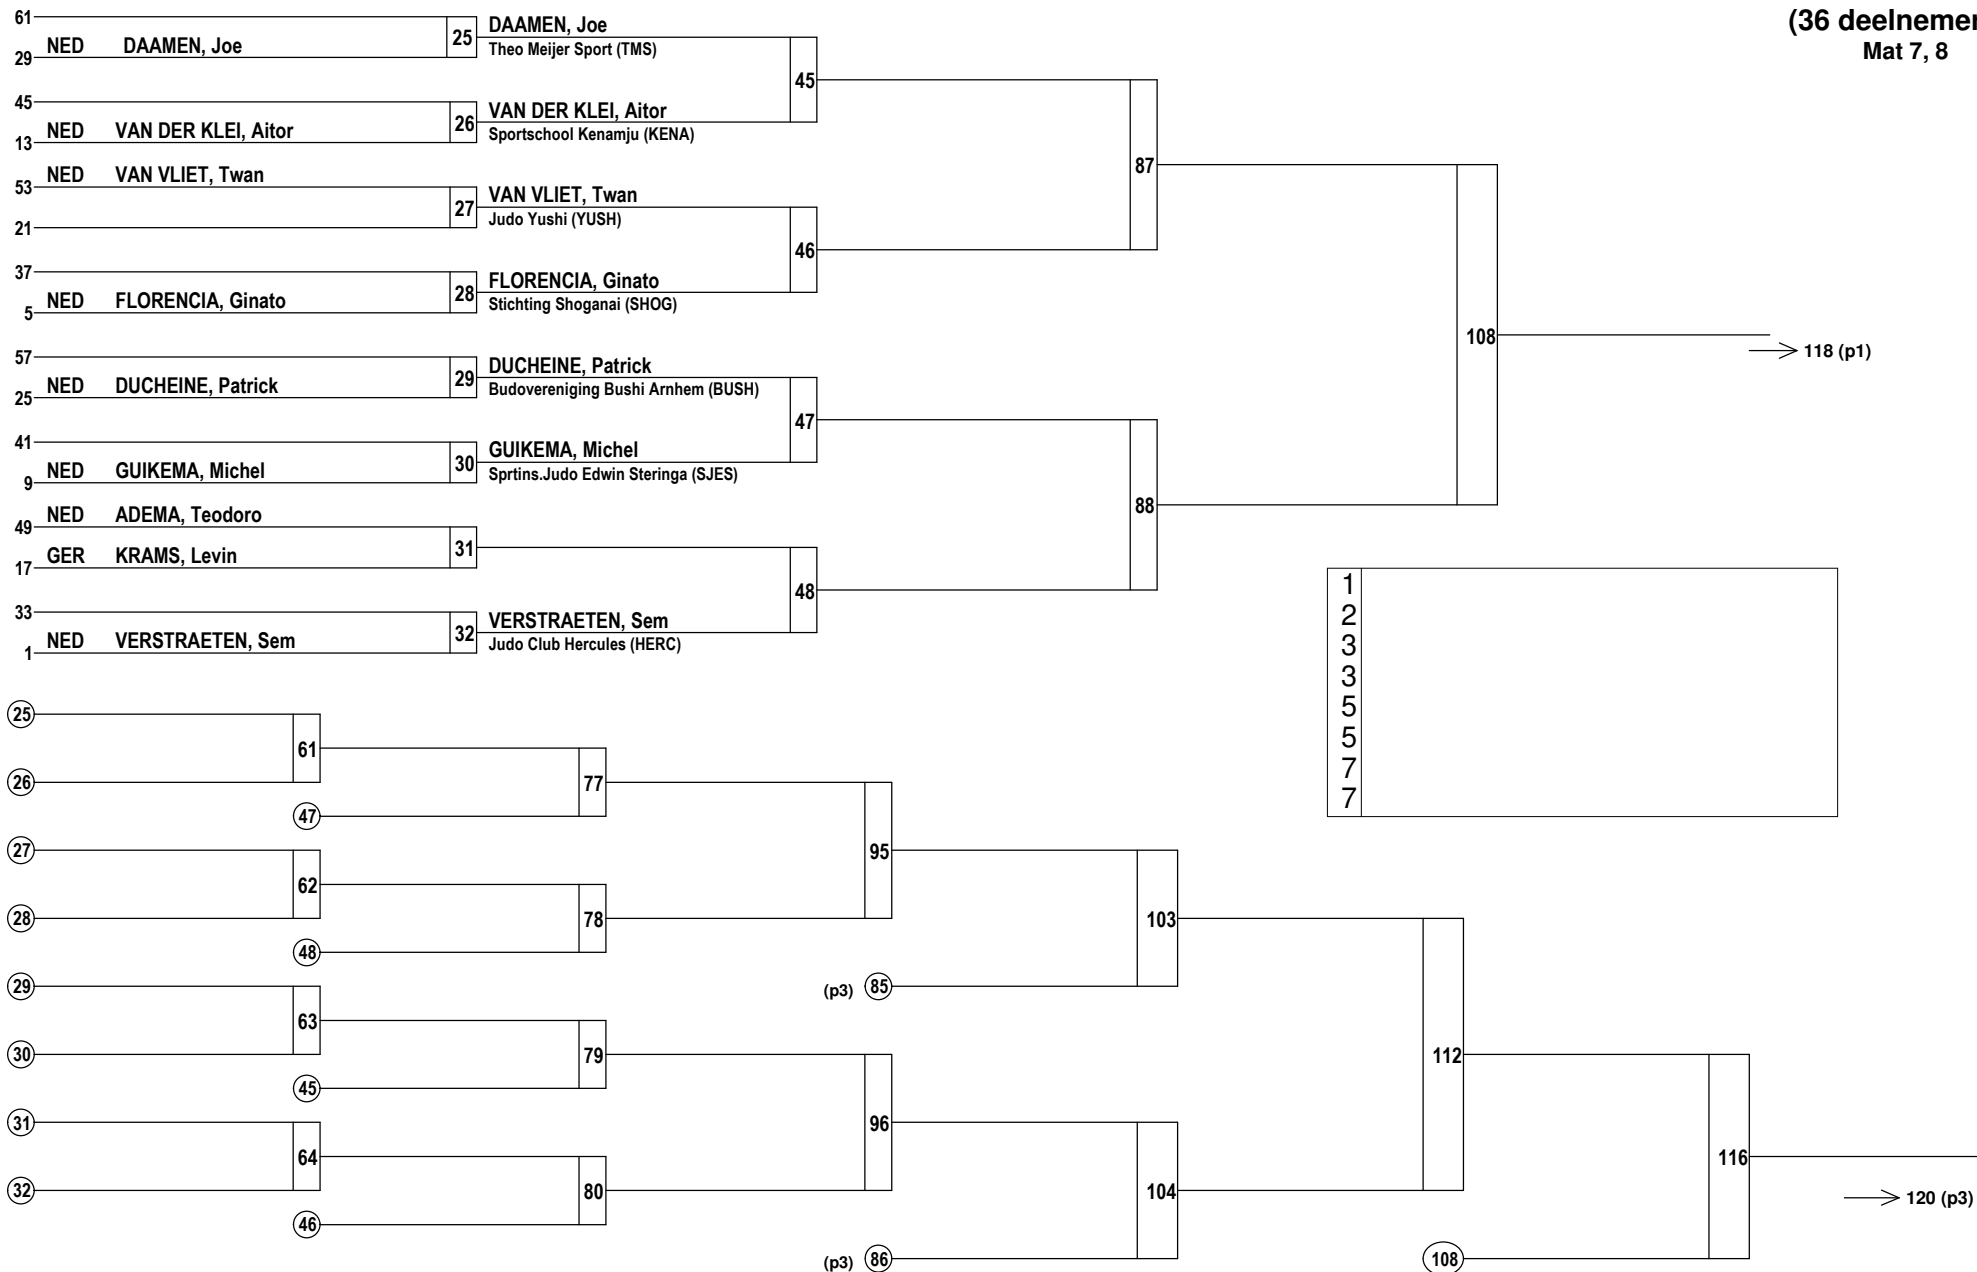 (36 deelnemer
Mat 7, 8
61
NED DAAMEN, Joe
29
25
DAAMEN, Joe
Theo Meijer Sport (TMS)
45
45
NED VAN DER KLEI, Aitor
13
26
VAN DER KLEI, Aitor
Sportschool Kenamju (KENA)
87
NED VAN VLIET, Twan
53
21
27
VAN VLIET, Twan
Judo Yushi (YUSH)
46
37
NED FLORENCIA, Ginato
5
28
FLORENCIA, Ginato
Stichting Shoganai (SHOG)
108
118 (p1)
57
NED DUCHEINE, Patrick
25
29
DUCHEINE, Patrick
Budovereniging Bushi Arnhem (BUSH)
47
41
NED GUIKEMA, Michel
9
30
GUIKEMA, Michel
Sprtins.Judo Edwin Steringa (SJES)
88
NED ADEMA, Teodoro
49
GER KRAMS, Levin
17
31
48
33
NED VERSTRAETEN, Sem
1
32
VERSTRAETEN, Sem
Judo Club Hercules (HERC)
1
2
3
3
5
5
7
7
25
61
26
77
47
27
95
62
28
78
103
48
29
(p3) 85
63
30
79
112
45
31
96
64
116
32
80
104
120 (p3)
46
(p3) 86
108